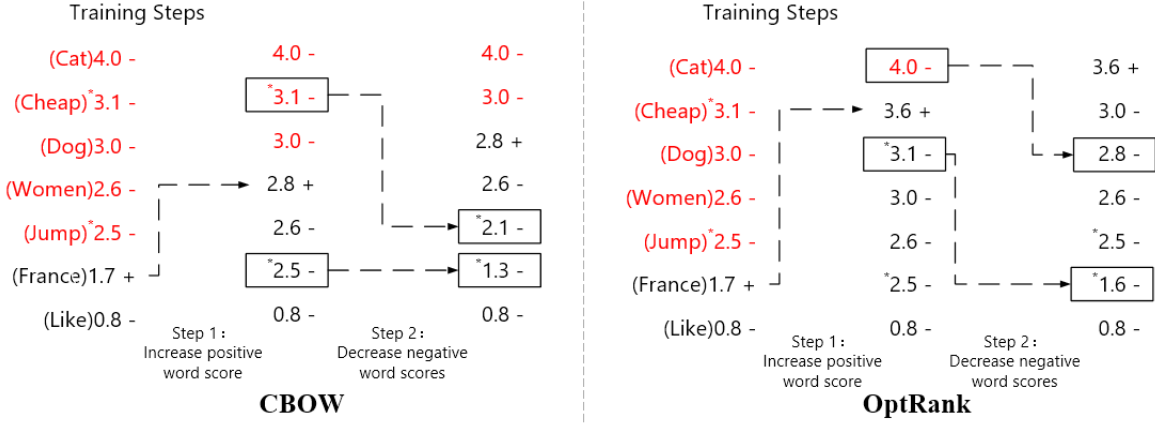 Training Steps
(Cat)4.0 - 4.0 - 4.0 -
(Cheap)*3.1 - *3.1 - 3.0 -
(Dog)3.0 - 3.0 - 2.8 +
(Women)2.6 - 2.8 + 2.6 -
(Jump)*2.5 - 2.6 - *2.1 -
(France)1.7 + *2.5 - *1.3 -
(Like)0.8 - 0.8 - 0.8 -
Step 1:
Increase positive
word score
Step 2:
Decrease negative
word scores
CBOW
Training Steps
(Cat)4.0 - 4.0 - 3.6 +
(Cheap)*3.1 - 3.6 + 3.0 -
(Dog)3.0 - *3.1 - 2.8 -
(Women)2.6 - 3.0 - 2.6 -
(Jump)*2.5 - 2.6 - *2.5 -
(France)1.7 + *2.5 - *1.6 -
(Like)0.8 - 0.8 - 0.8 -
Step 1:
Increase positive
word score
Step 2:
Decrease negative
word scores
OptRank